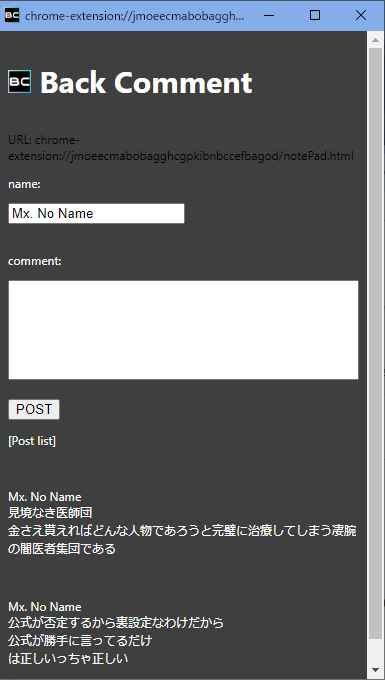 chrome-extension://jmoeecmabobaggh...
BC Back Comment
URL: chrome-
extension://jmoeecmabobagghcgpkibnbccefbagod/notePad.html
name:
Mx. No Name
comment:
POST
[Post list]
Mx. No Name
見境なき医師団
金さえ貰えればどんな人物であろうと完璧に治療してしまう凄腕
の闇医者集団である
Mx. No Name
公式が否定するから裏設定なわけだから
公式が勝手に言ってるだけ
は正しいっちゃ正しい